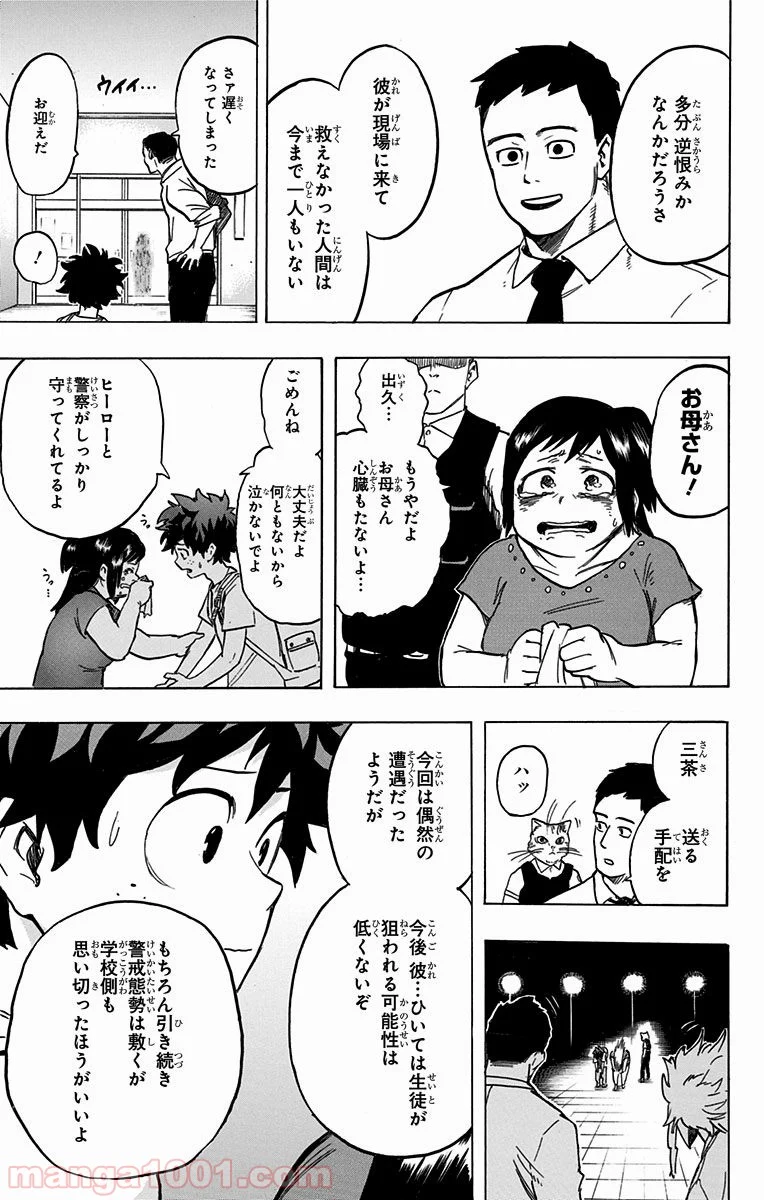 多分 逆恨みか
なんかだろうさ
彼が現場に来て
救えなかった人間は
今まで一人もいない
ウィィ…
さァ遅く
なってしまった
お迎えだ
!
お母さん!
出久…
もうやだよ
お母さん
心臓もたないよ…
ごめんね
大丈夫だよ
何ともないから
泣かないでよ
ヒーローと
警察がしっかり
守ってくれてるよ
うっ
うっ
三茶
送る
手配を
ハッ
今回は偶然の
遭遇だった
ようだが
今後 彼…ひいては生徒が
狙われる可能性は
低くないぞ
もちろん引き続き
警戒態勢は敷くが
学校側も
思い切ったほうがいいよ
manga1001.com